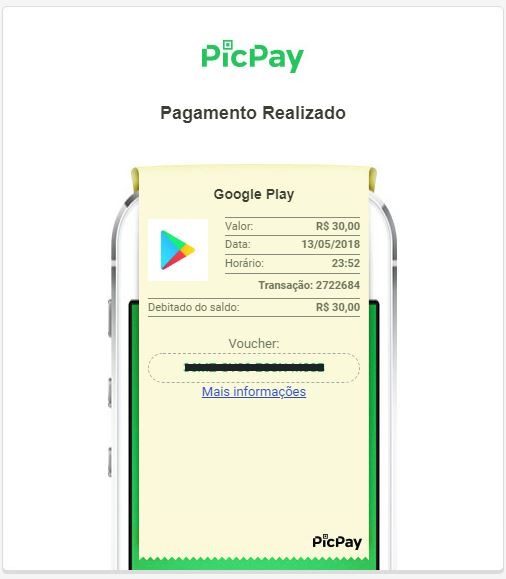 PicPay
Pagamento Realizado
Google Play
Valor: R$ 30,00
Data: 13/05/2018
Horário: 23:52
Transação: 2722684
Debitado do saldo: R$ 30,00
Voucher:
Mais informações
PicPay